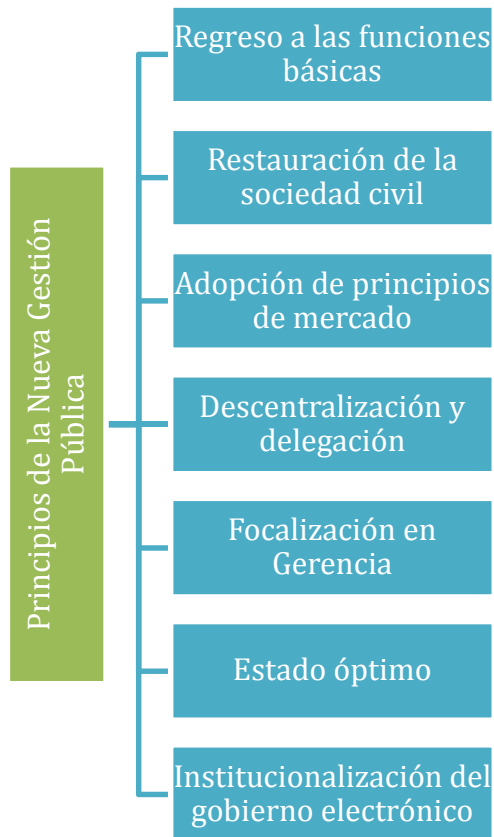 Principios de la Nueva Gestión
Pública
Regreso a las funciones
básicas
Restauración de la
sociedad civil
Adopción de principios
de mercado
Descentralización y
delegación
Focalización en
Gerencia
Estado óptimo
Institucionalización del
gobierno electrónico